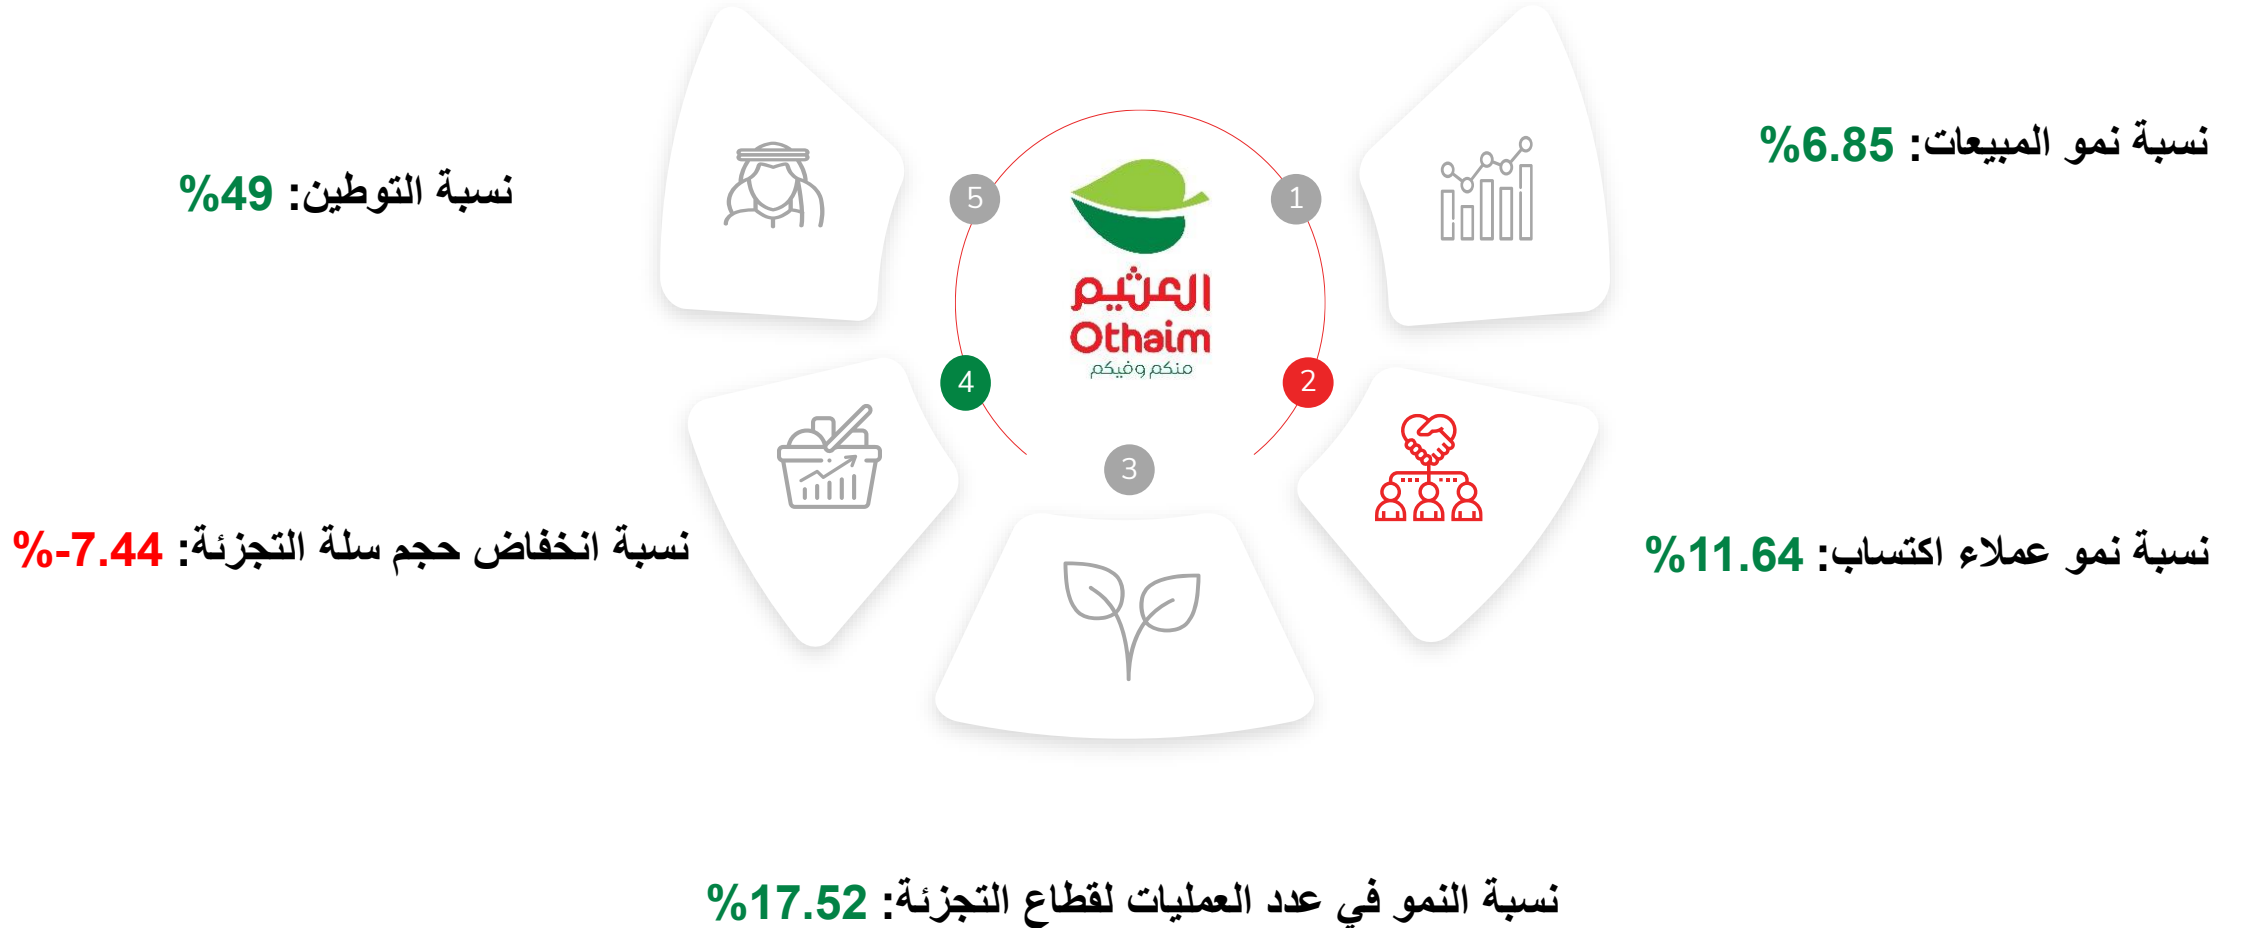 نسبة نمو المبيعات: 6.85%
نسبة التوطين: 49%
5
1
العثيم
Othaim
منكم وفيكم
4
2
3
نسبة نمو عملاء اكتساب: 11.64%
نسبة انخفاض حجم سلة التجزئة: 7.44-%
نسبة النمو في عدد العمليات لقطاع التجزئة: 17.52%